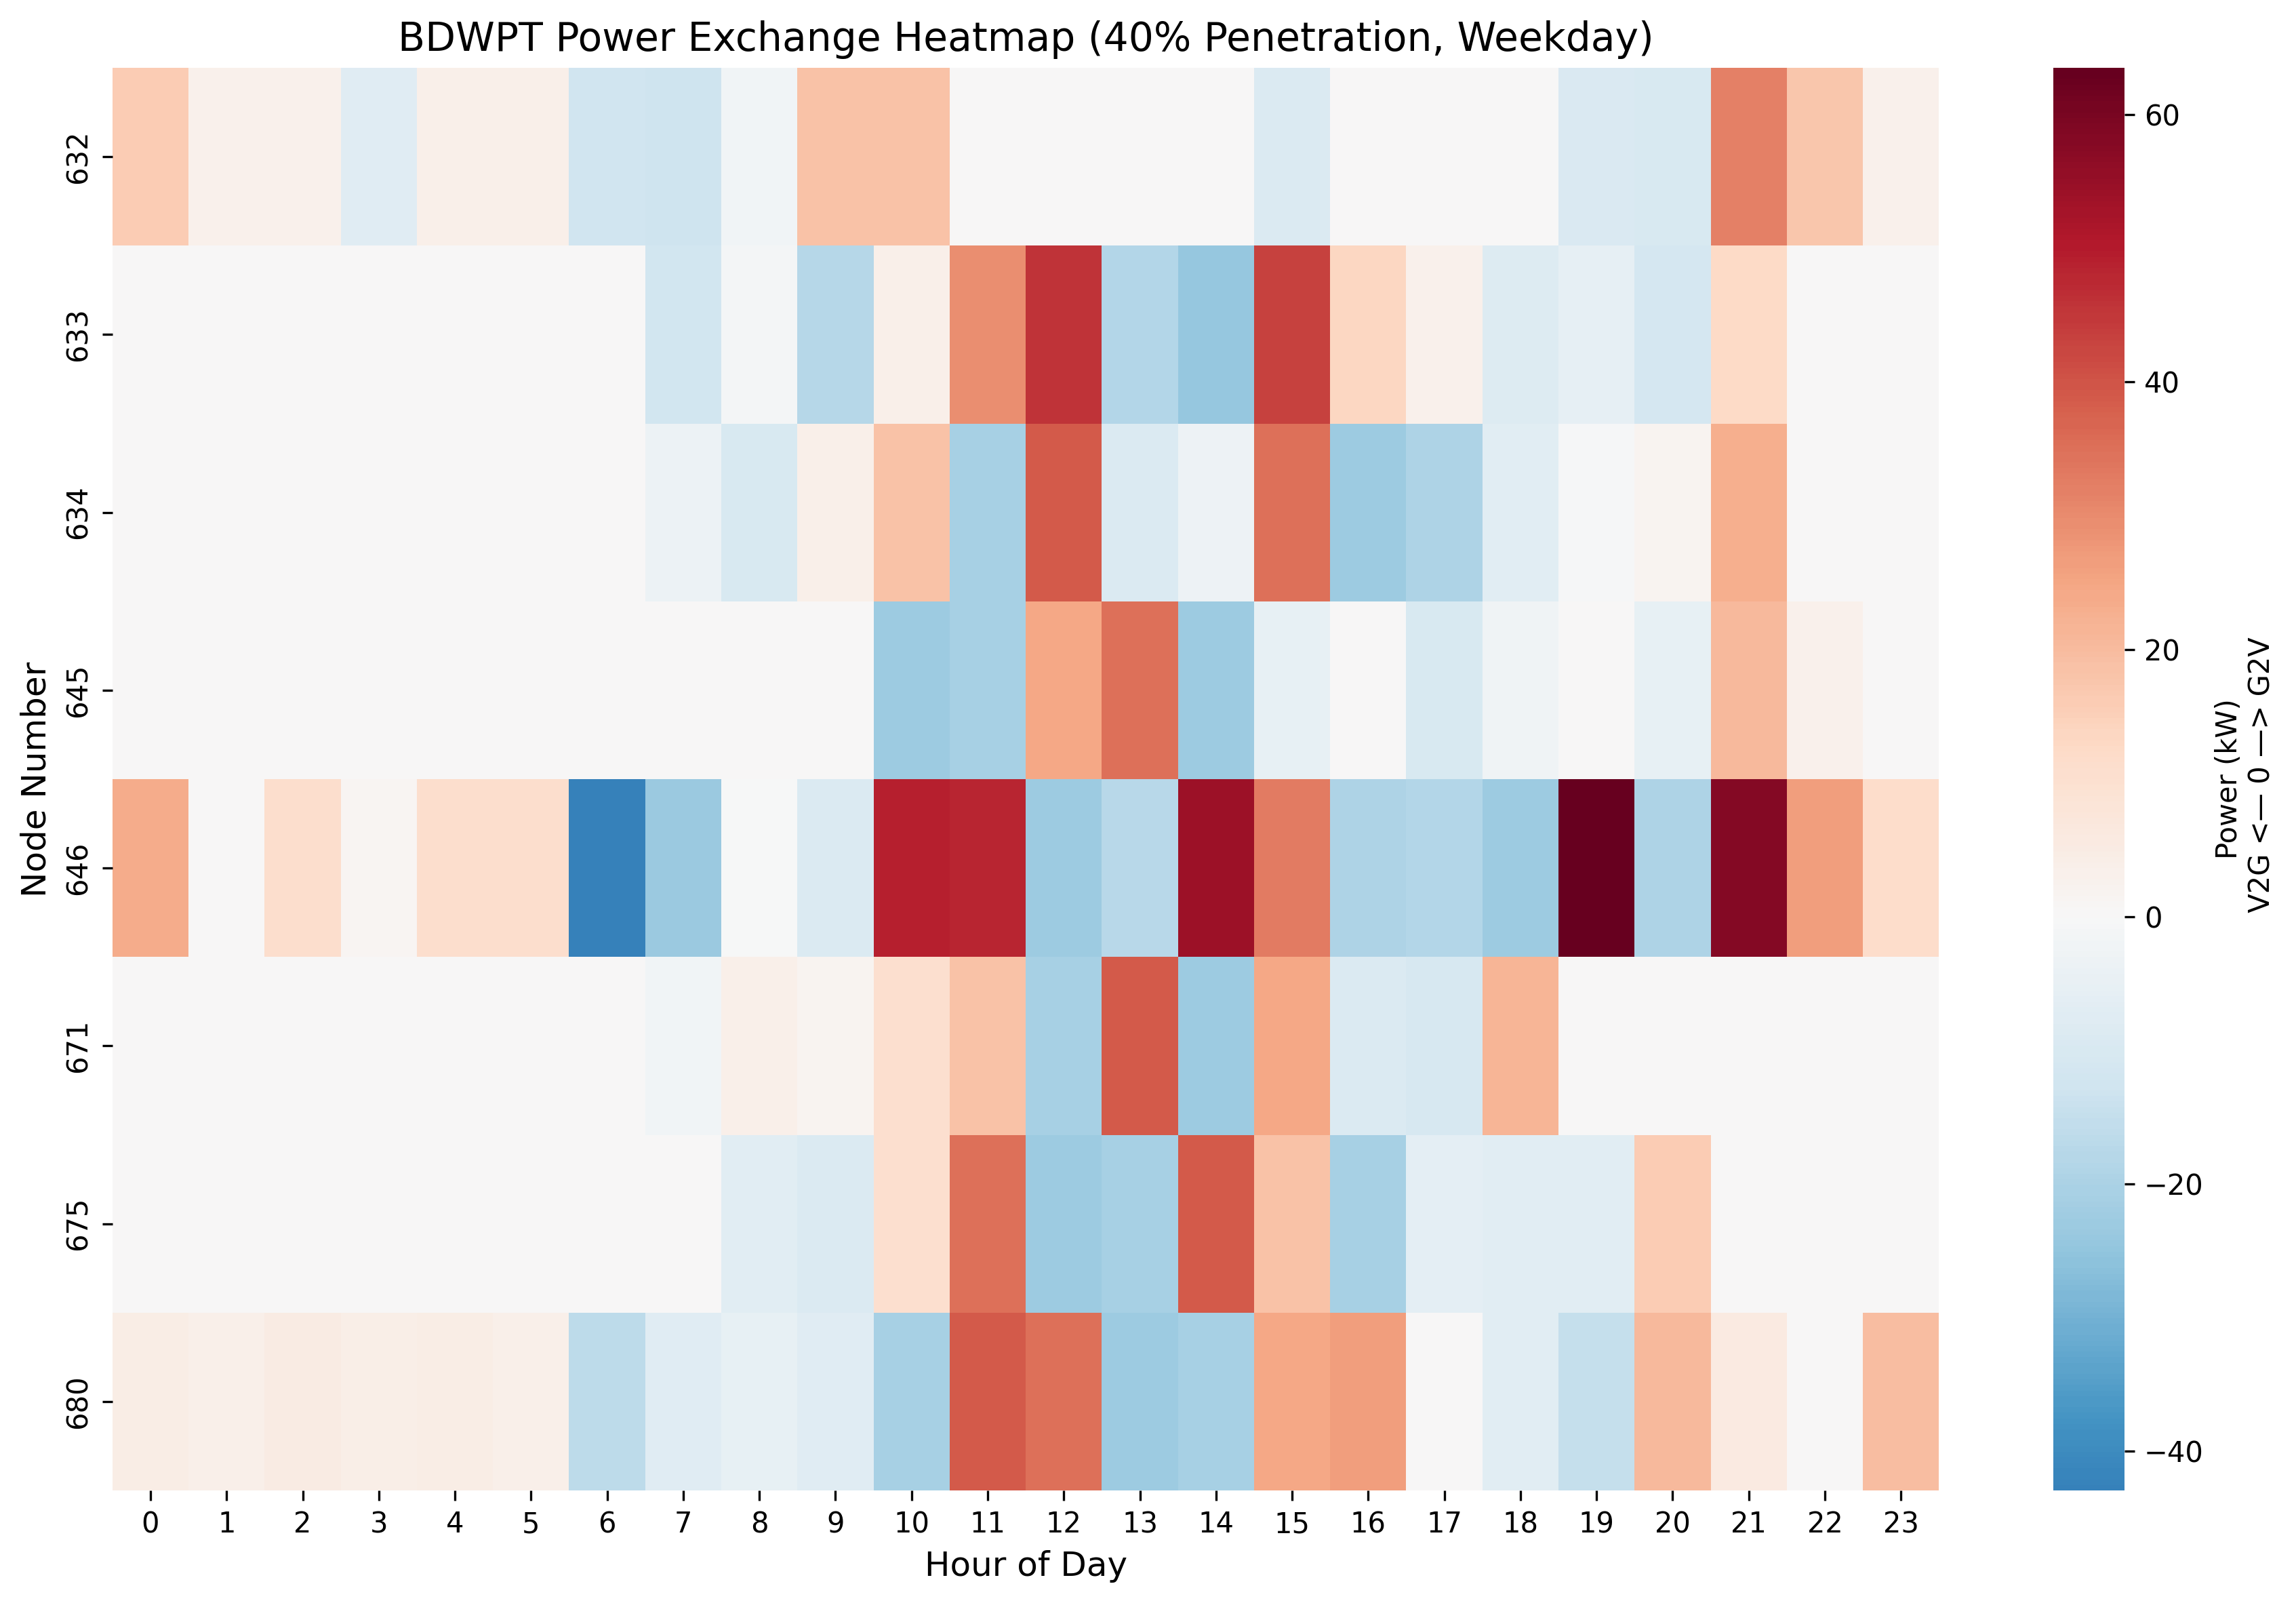 BDWPT Power Exchange Heatmap (40% Penetration, Weekday)
Node Number
632
633
634
645
646
671
675
680
0 1 2 3 4 5 6 7 8 9 10 11 12 13 14 15 16 17 18 19 20 21 22 23
Hour of Day
60
40
20
0
−20
−40
Power (kW)
V2G <— 0 —> G2V